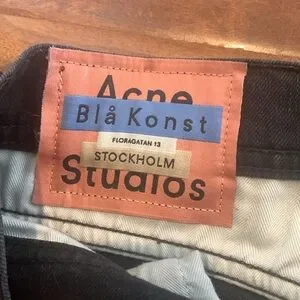 Acne
Blå Konst
FLORAGATAN 13
STOCKHOLM
Studios